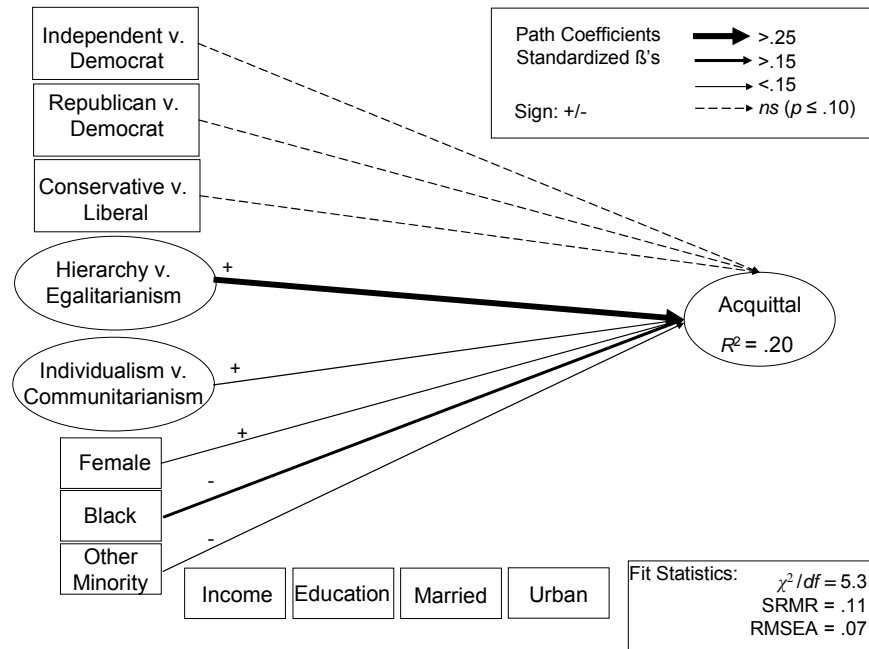 Independent v.
Democrat
Republican v.
Democrat
Conservative v.
Liberal
Hierarchy v.
Egalitarianism
Individualism v.
Communitarianism
Female
Black
Other
Minority
Income
Education
Married
Urban
+
+
+
-
-
Acquittal
R² = .20
Path Coefficients
Standardized ß's
>.25
>.15
<.15
ns (p ≤ .10)
Sign: +/-
Fit Statistics:
χ²/df = 5.3
SRMR = .11
RMSEA = .07